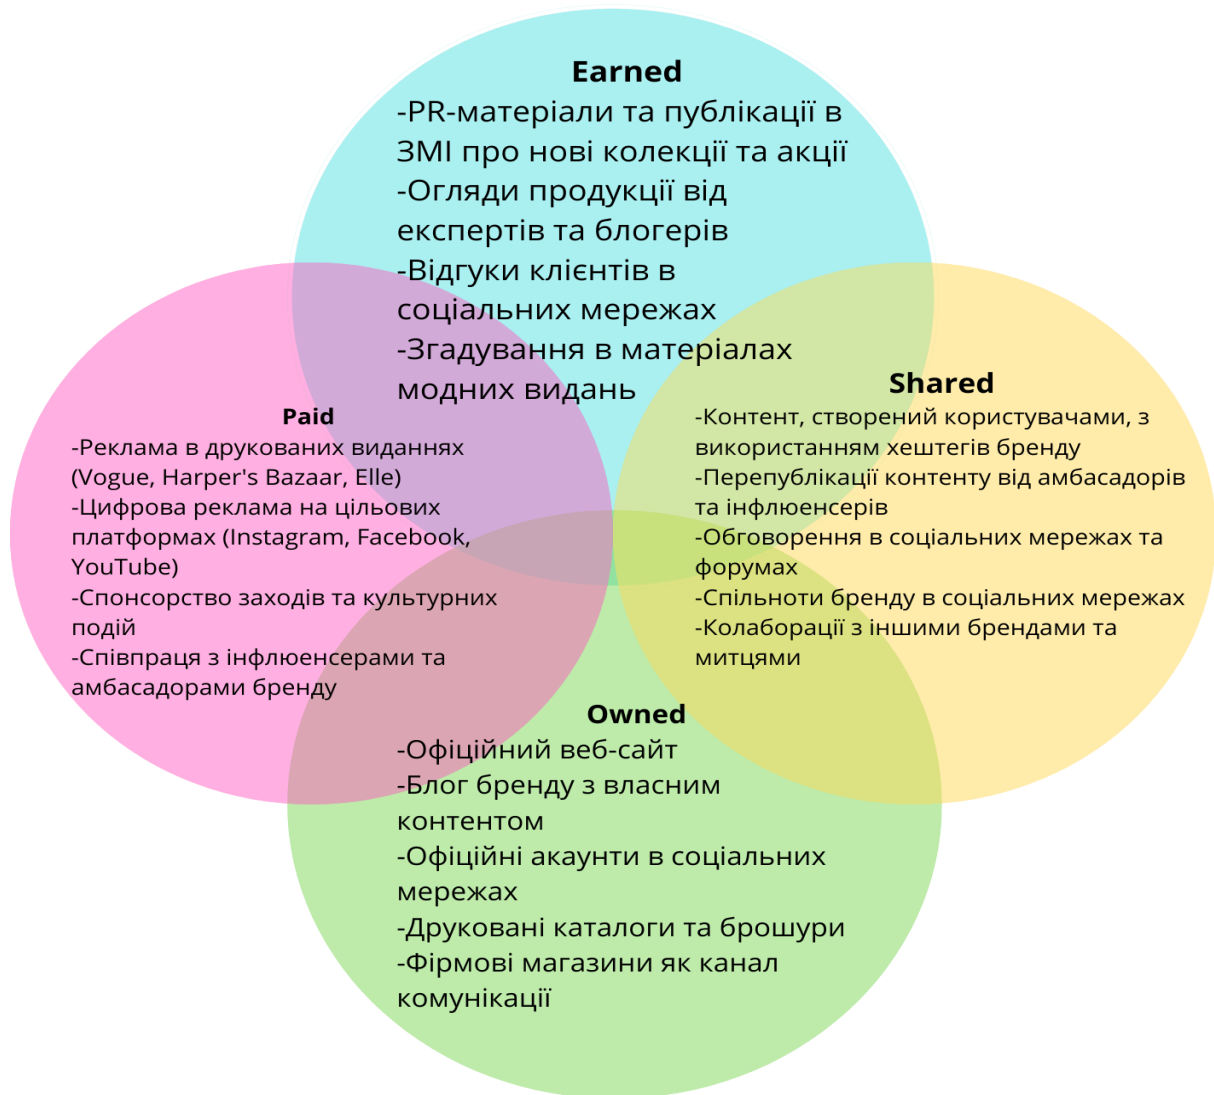 Earned
-PR-матеріали та публікації в
ЗМІ про нові колекції та акції
-Огляди продукції від
експертів та блогерів
-Відгуки клієнтів в
соціальних мережах
-Згадування в матеріалах
модних видань
Paid
-Реклама в друкованих виданнях
(Vogue, Harper's Bazaar, Elle)
-Цифрова реклама на цільових
платформах (Instagram, Facebook,
YouTube)
-Спонсорство заходів та культурних
подій
-Співпраця з інфлюенсерами та
амбасадорами бренду
Shared
-Контент, створений користувачами, з
використанням хештегів бренду
-Перепублікації контенту від амбасадорів
та інфлюенсерів
-Обговорення в соціальних мережах та
форумах
-Спільноти бренду в соціальних мережах
-Колаборації з іншими брендами та
митцями
Owned
-Офіційний веб-сайт
-Блог бренду з власним
контентом
-Офіційні акаунти в соціальних
мережах
-Друковані каталоги та брошури
-Фірмові магазини як канал
комунікації